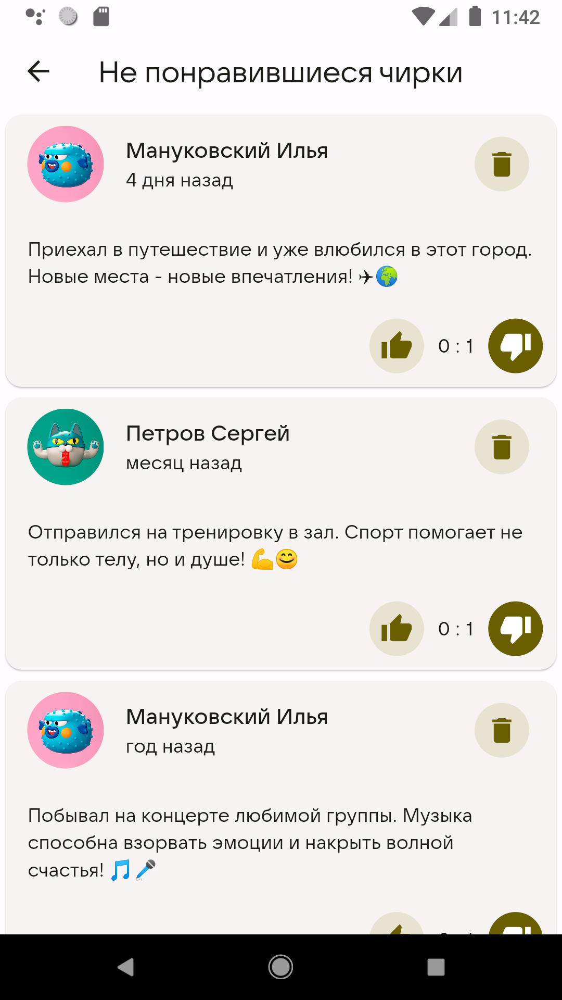 11:42
Не понравившиеся чирки
Мануковский Илья
4 дня назад
Приехал в путешествие и уже влюбился в этот город.
Новые места - новые впечатления! ✈🌍
0 : 1
Петров Сергей
месяц назад
Отправился на тренировку в зал. Спорт помогает не
только телу, но и душе! 💪😊
0 : 1
Мануковский Илья
год назад
Побывал на концерте любимой группы. Музыка
способна взорвать эмоции и накрыть волной
счастья! 🎵🎤